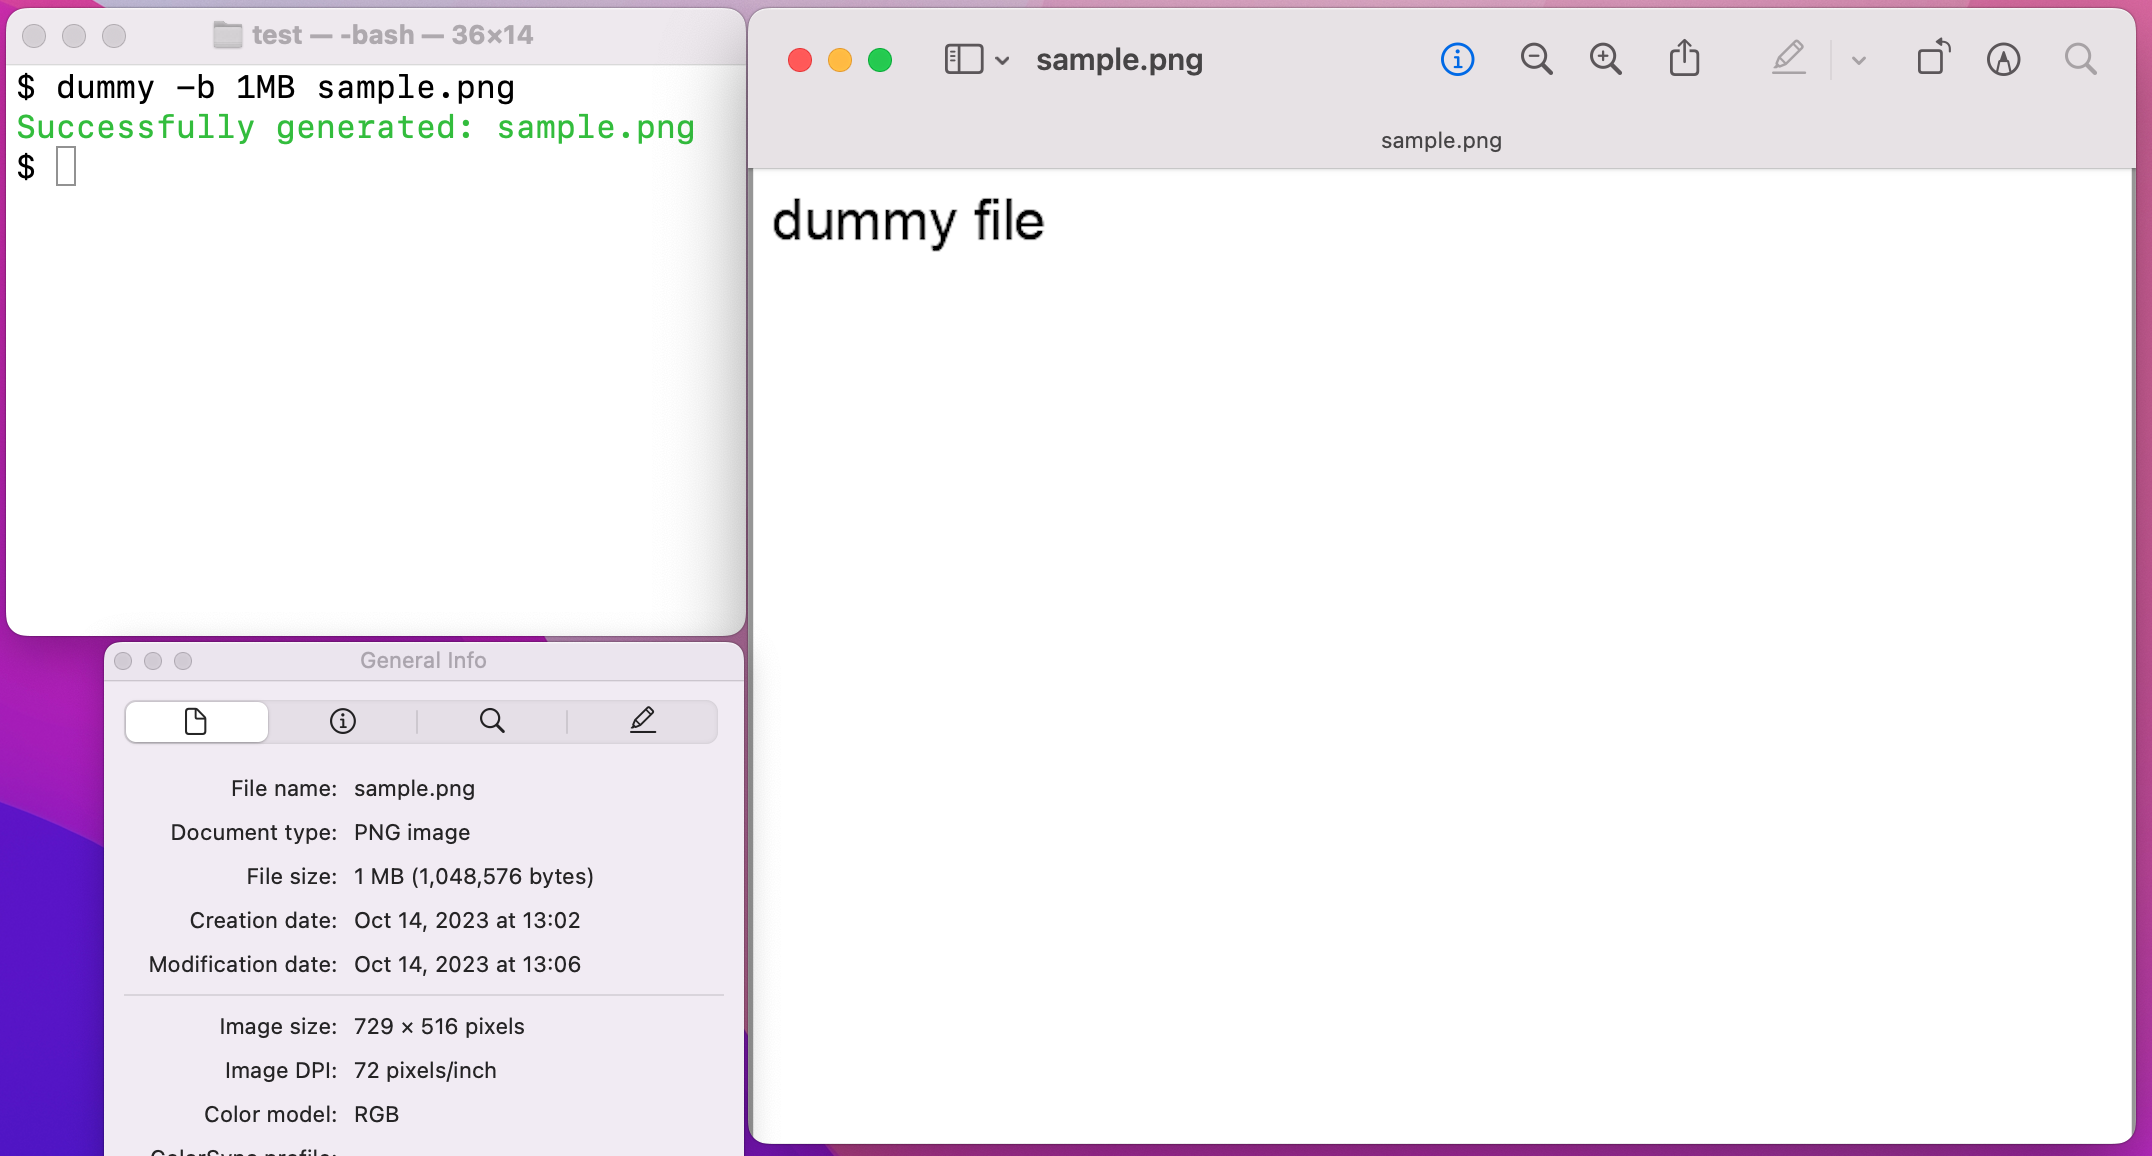 test — -bash — 36×14
$ dummy -b 1MB sample.png
Successfully generated: sample.png
$
sample.png
sample.png
dummy file
General Info
File name: sample.png
Document type: PNG image
File size: 1 MB (1,048,576 bytes)
Creation date: Oct 14, 2023 at 13:02
Modification date: Oct 14, 2023 at 13:06
Image size: 729 × 516 pixels
Image DPI: 72 pixels/inch
Color model: RGB
ColorSync profile: